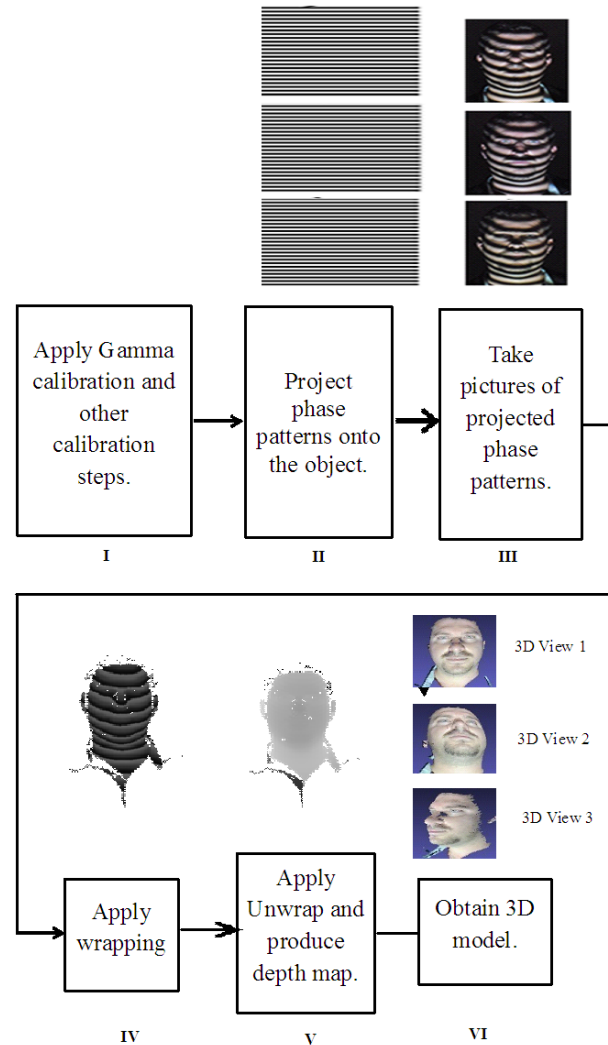 Apply Gamma
calibration and
other
calibration
steps.
Project
phase
patterns onto
the object.
Take
pictures of
projected
phase
patterns.
I
II
III
3D View 1
3D View 2
3D View 3
Apply
wrapping
Apply
Unwrap and
produce
depth map.
Obtain 3D
model.
IV
V
VI